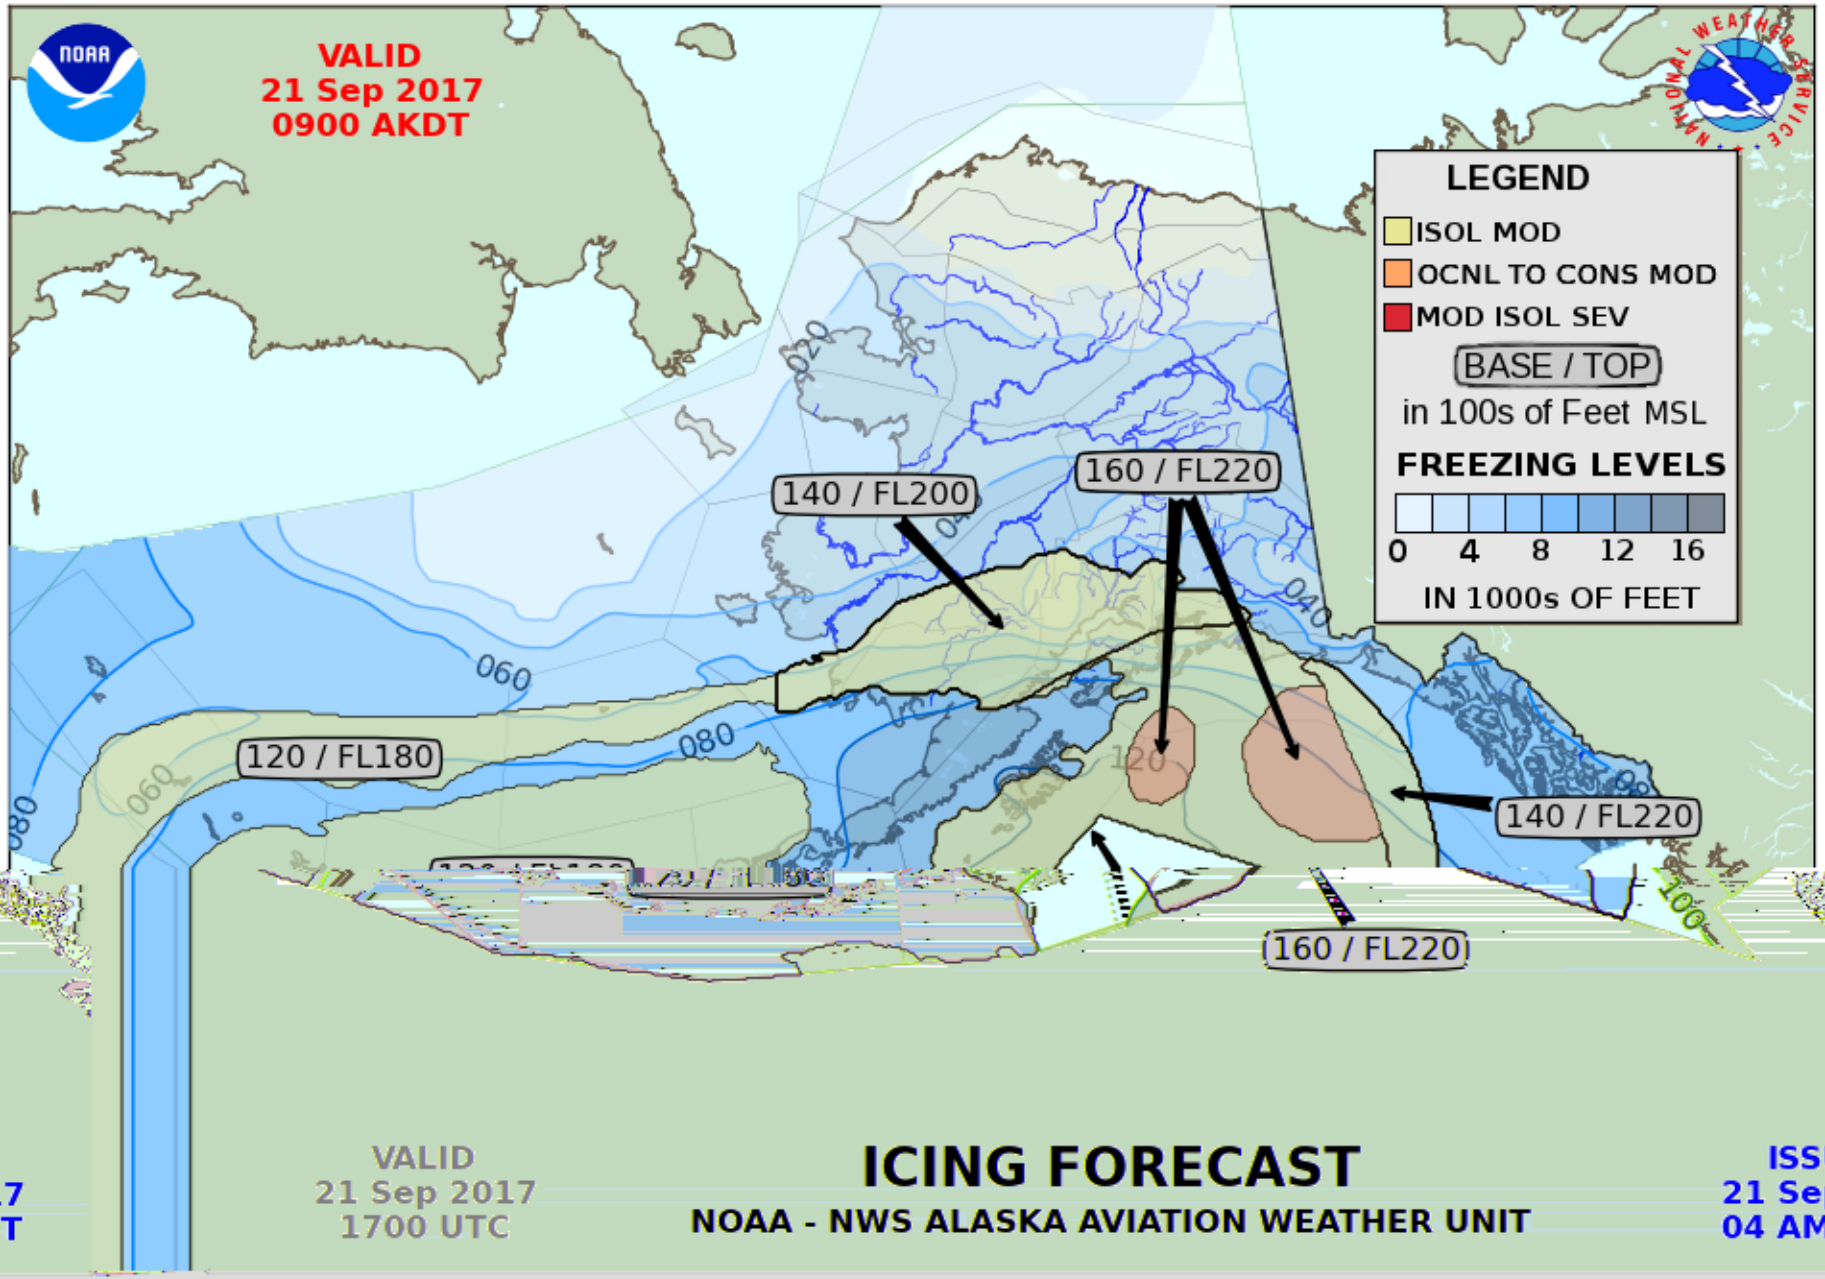 NOAA
VALID
21 Sep 2017
0900 AKDT
NATIONAL WEATHER SERVICE
LEGEND
ISOL MOD
OCNL TO CONS MOD
MOD ISOL SEV
BASE / TOP
in 100s of Feet MSL
FREEZING LEVELS
0 4 8 12 16
IN 1000s OF FEET
020
160 / FL220
140 / FL200
040
060
080
120 / FL180
060
080
120
140 / FL220
100
160 / FL220
VALID
21 Sep 2017
1700 UTC
ICING FORECAST
NOAA - NWS ALASKA AVIATION WEATHER UNIT
21
04